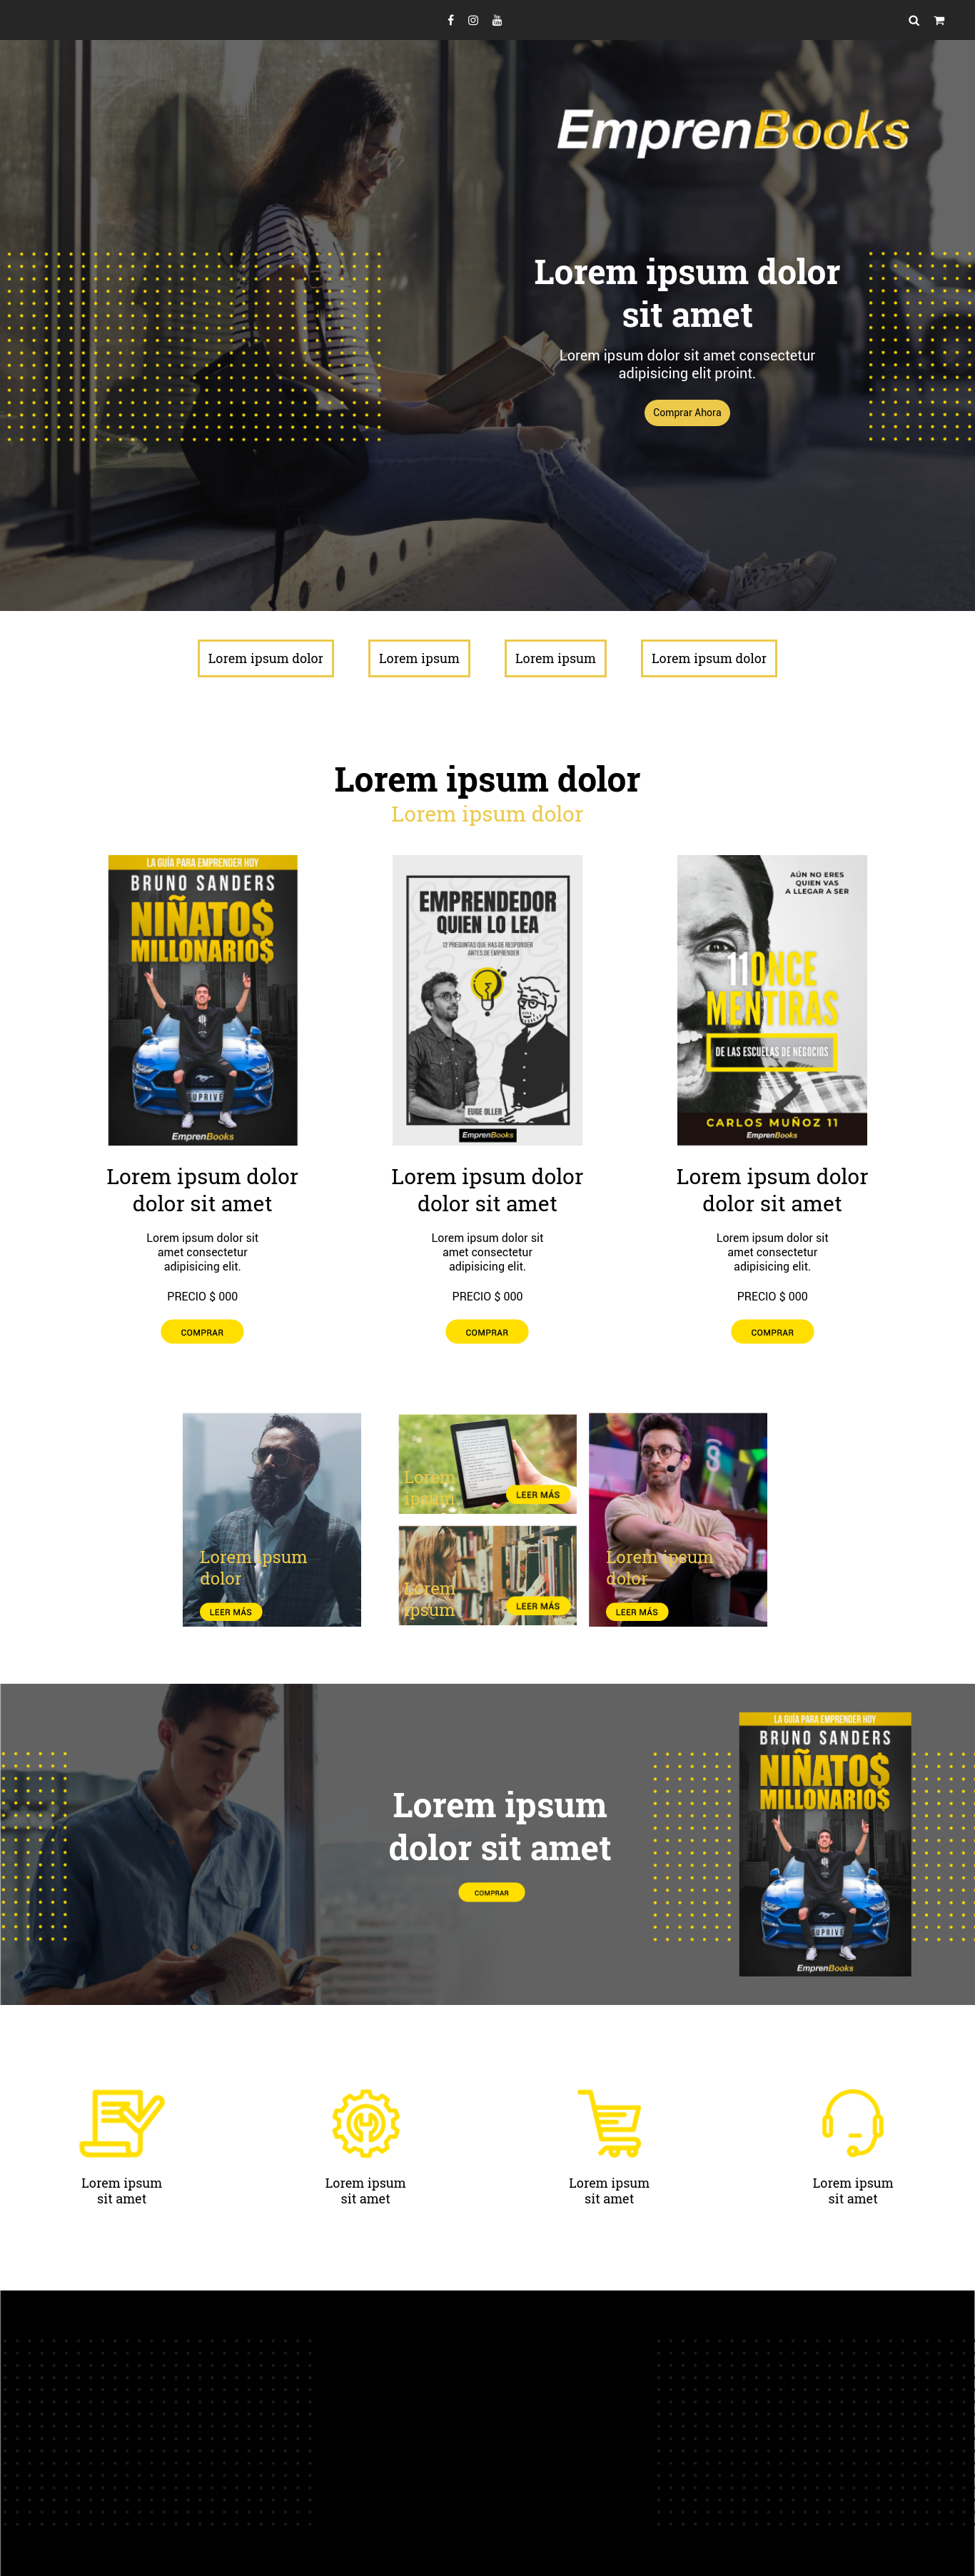 EmprenBooks
Lorem ipsum dolor
sit amet
Lorem ipsum dolor sit amet consectetur
adipisicing elit proint.
Comprar Ahora
Lorem ipsum dolor
Lorem ipsum
Lorem ipsum
Lorem ipsum dolor
Lorem ipsum dolor
Lorem ipsum dolor
LA GUÍA PARA EMPRENDER HOY
BRUNO SANDERS
NIÑATO$
MILLONARIO$
SUPRIVE
EmprenBooks
EMPRENDEDOR
QUIEN LO LEA
12 PREGUNTAS QUE HAS DE RESPONDER
ANTES DE EMPRENDER
EUGE OLLER
EmprenBooks
AÚN NO ERES
QUIEN VAS
A LLEGAR A SER
11ONCE
MENTIRAS
DE LAS ESCUELAS DE NEGOCIOS
CARLOS MUÑOZ 11
EmprenBooks
Lorem ipsum dolor
dolor sit amet
Lorem ipsum dolor sit
amet consectetur
adipisicing elit.
PRECIO $ 000
COMPRAR
Lorem ipsum dolor
dolor sit amet
Lorem ipsum dolor sit
amet consectetur
adipisicing elit.
PRECIO $ 000
COMPRAR
Lorem ipsum dolor
dolor sit amet
Lorem ipsum dolor sit
amet consectetur
adipisicing elit.
PRECIO $ 000
COMPRAR
Lorem ipsum
dolor
LEER MÁS
Lorem
ipsum
LEER MÁS
Lorem
ipsum
LEER MÁS
Lorem ipsum
dolor
LEER MÁS
Lorem ipsum
dolor sit amet
COMPRAR
LA GUÍA PARA EMPRENDER HOY
BRUNO SANDERS
NIÑATO$
MILLONARIO$
SUPRIVE
EmprenBooks
Lorem ipsum
sit amet
Lorem ipsum
sit amet
Lorem ipsum
sit amet
Lorem ipsum
sit amet